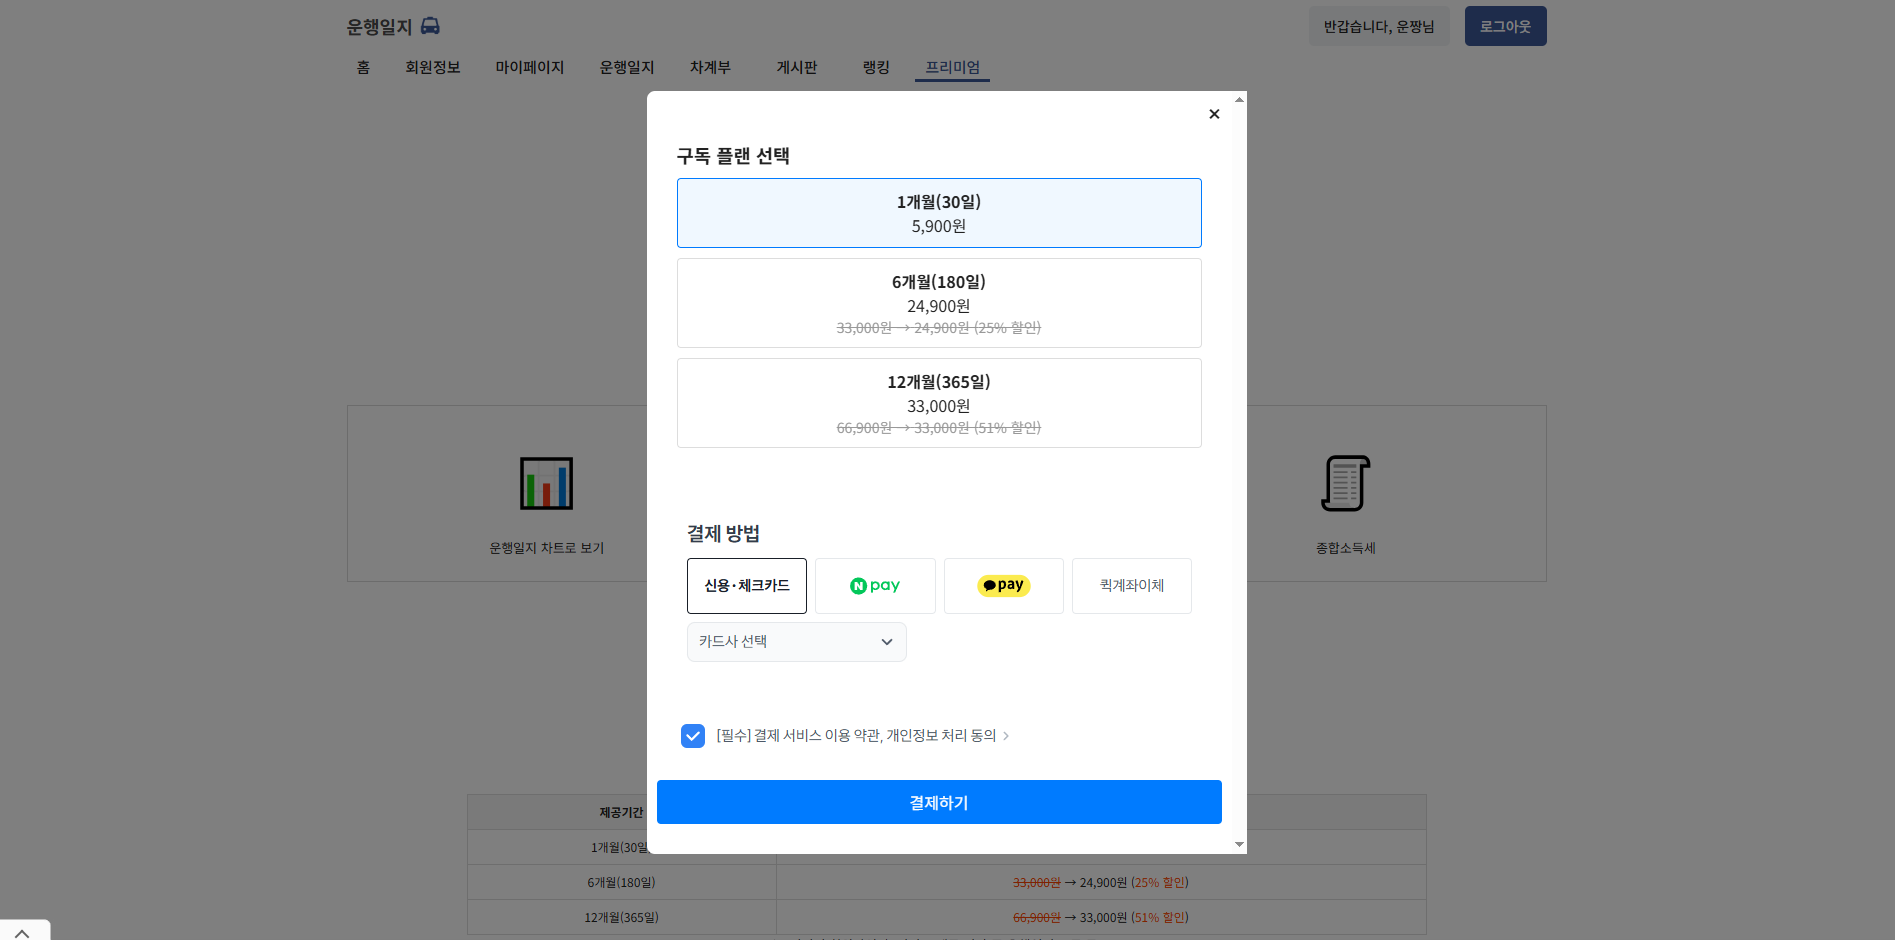 운행일지
반갑습니다, 운짱님
로그아웃
홈
회원정보
마이페이지
운행일지
차계부
게시판
랭킹
프리미엄
×
구독 플랜 선택
1개월(30일)
5,900원
6개월(180일)
24,900원
33,000원 → 24,900원 (25% 할인)
12개월(365일)
33,000원
66,900원 → 33,000원 (51% 할인)
운행일지 차트로 보기
종합소득세
결제 방법
신용·체크카드
N pay
pay
퀵계좌이체
카드사 선택
[필수] 결제 서비스 이용 약관, 개인정보 처리 동의
결제하기
제공기간
1개월(30일
6개월(180일)
33,000원 → 24,900원 (25% 할인)
12개월(365일)
66,900원 → 33,000원 (51% 할인)